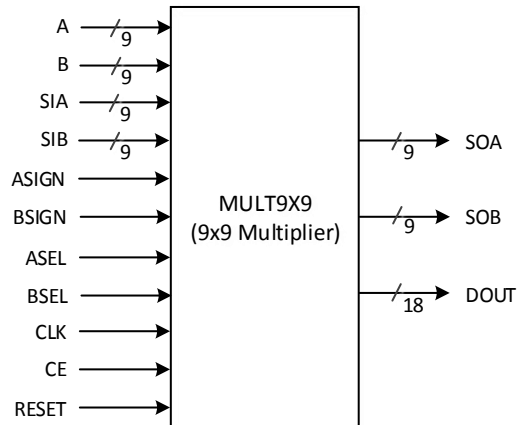 A
9
B
9
SIA
9
SIB
9
ASIGN
BSIGN
ASEL
BSEL
CLK
CE
RESET
MULT9X9
(9x9 Multiplier)
9
SOA
9
SOB
18
DOUT